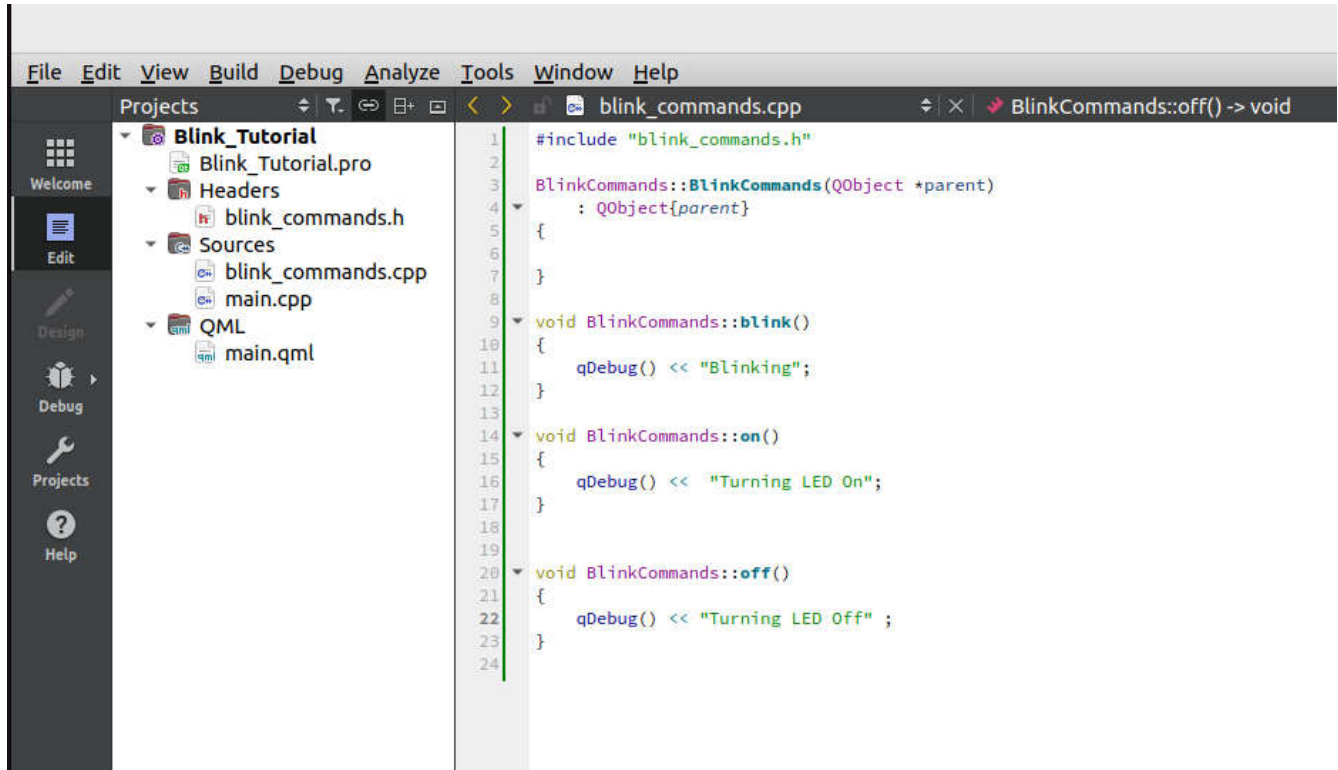 File Edit View Build Debug Analyze Tools Window Help
Projects
blink_commands.cpp
BlinkCommands::off() -> void
Welcome
Edit
Design
Debug
Projects
Help
Blink_Tutorial
Blink_Tutorial.pro
Headers
blink_commands.h
Sources
blink_commands.cpp
main.cpp
QML
main.qml
1 #include "blink_commands.h"
2
3 BlinkCommands::BlinkCommands(QObject *parent)
4     : QObject{parent}
5 {
6
7 }
8
9 void BlinkCommands::blink()
10 {
11     qDebug() << "Blinking";
12 }
13
14 void BlinkCommands::on()
15 {
16     qDebug() <<  "Turning LED On";
17 }
18
19
20 void BlinkCommands::off()
21 {
22     qDebug() << "Turning LED Off" ;
23 }
24